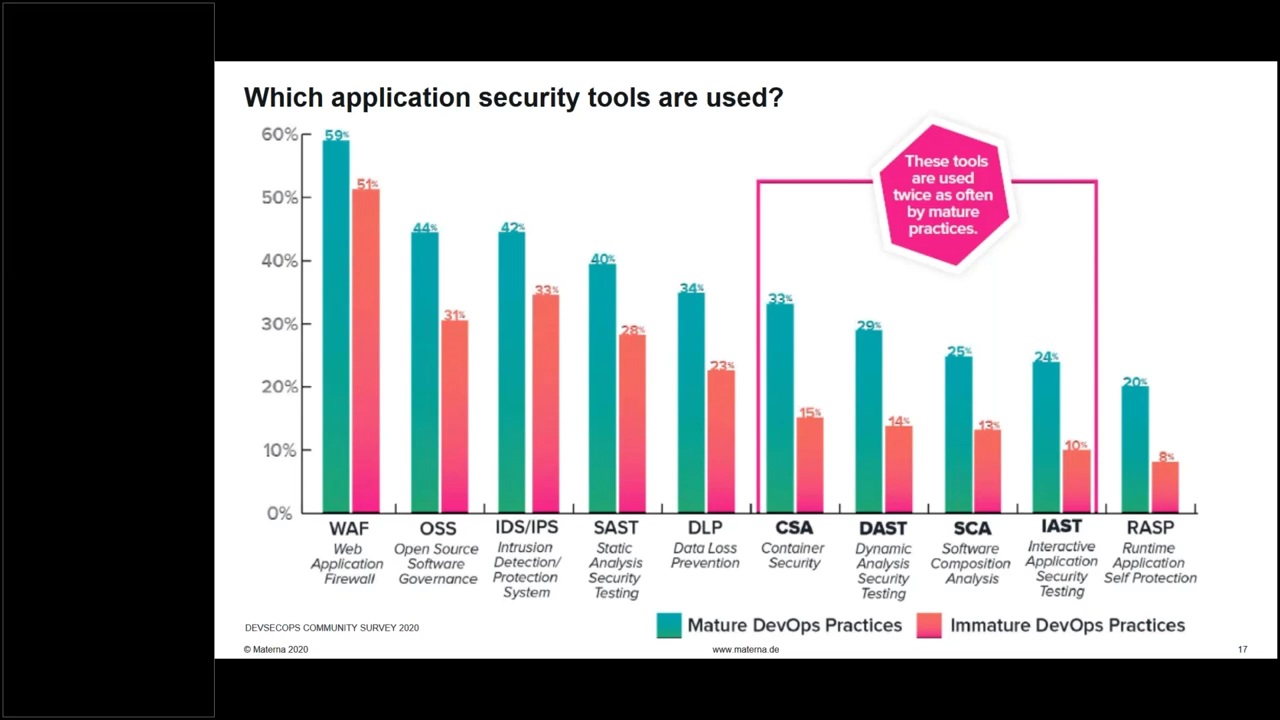 Which application security tools are used?
60%
50%
40%
30%
20%
10%
0%
59%
51%
44%
31%
42%
33%
40%
28%
34%
23%
33%
15%
29%
14%
25%
13%
24%
10%
20%
8%
These tools
are used
twice as often
by mature
practices.
WAF
Web
Application
Firewall
OSS
Open Source
Software
Governance
IDS/IPS
Intrusion
Detection/
Protection
System
SAST
Static
Analysis
Security
Testing
DLP
Data Loss
Prevention
CSA
Container
Security
DAST
Dynamic
Analysis
Security
Testing
SCA
Software
Composition
Analysis
IAST
Interactive
Application
Security
Testing
RASP
Runtime
Application
Self Protection
Mature DevOps Practices
Immature DevOps Practices
DEVSECOPS COMMUNITY SURVEY 2020
© Materna 2020
www.materna.de
17